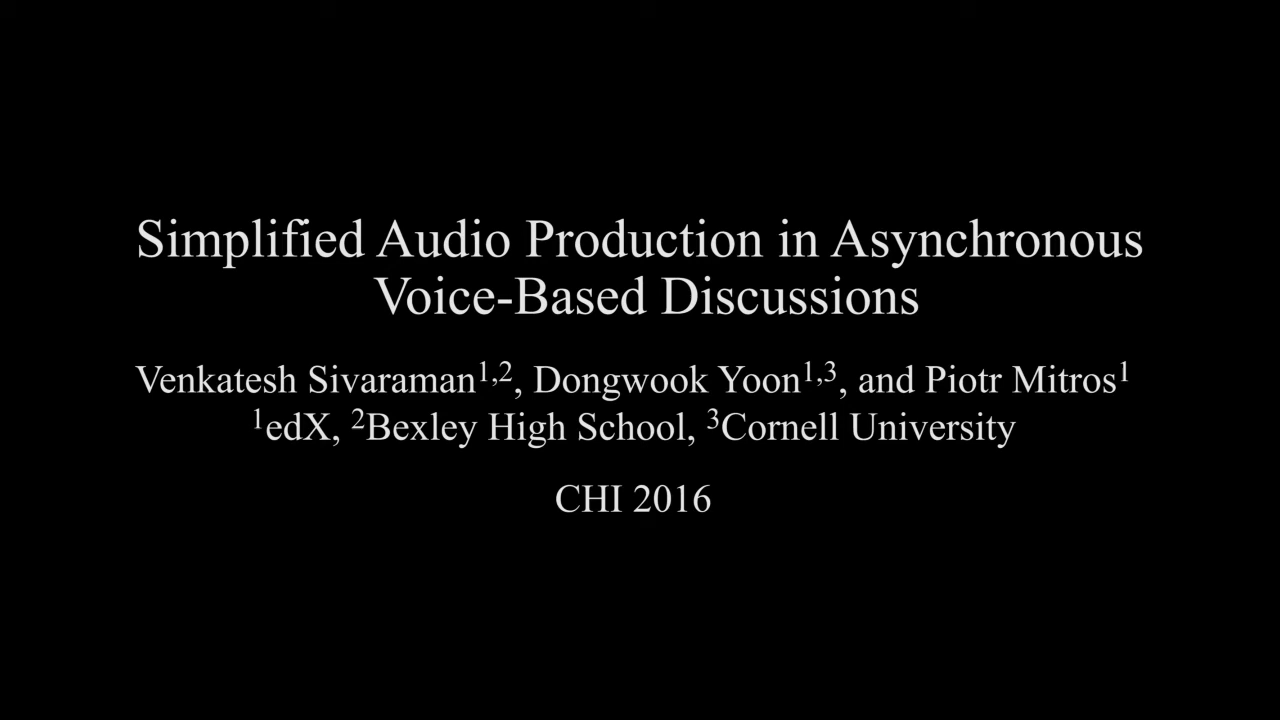 Simplified Audio Production in Asynchronous
Voice-Based Discussions
Venkatesh Sivaraman1,2, Dongwook Yoon1,3, and Piotr Mitros1
1edX, 2Bexley High School, 3Cornell University
CHI 2016